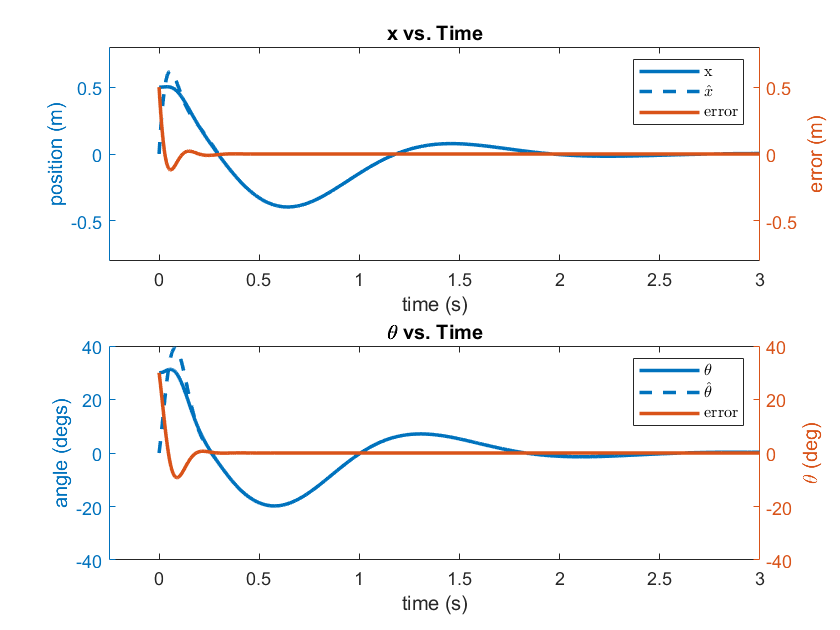 x vs. Time
position (m)
0.5
0
-0.5
x
x̂
error
0.5
0
-0.5
error (m)
0
0.5
1
1.5
2
2.5
3
time (s)
θ vs. Time
angle (degs)
40
20
0
-20
-40
θ
θ̂
error
40
20
0
-20
-40
θ (deg)
0
0.5
1
1.5
2
2.5
3
time (s)